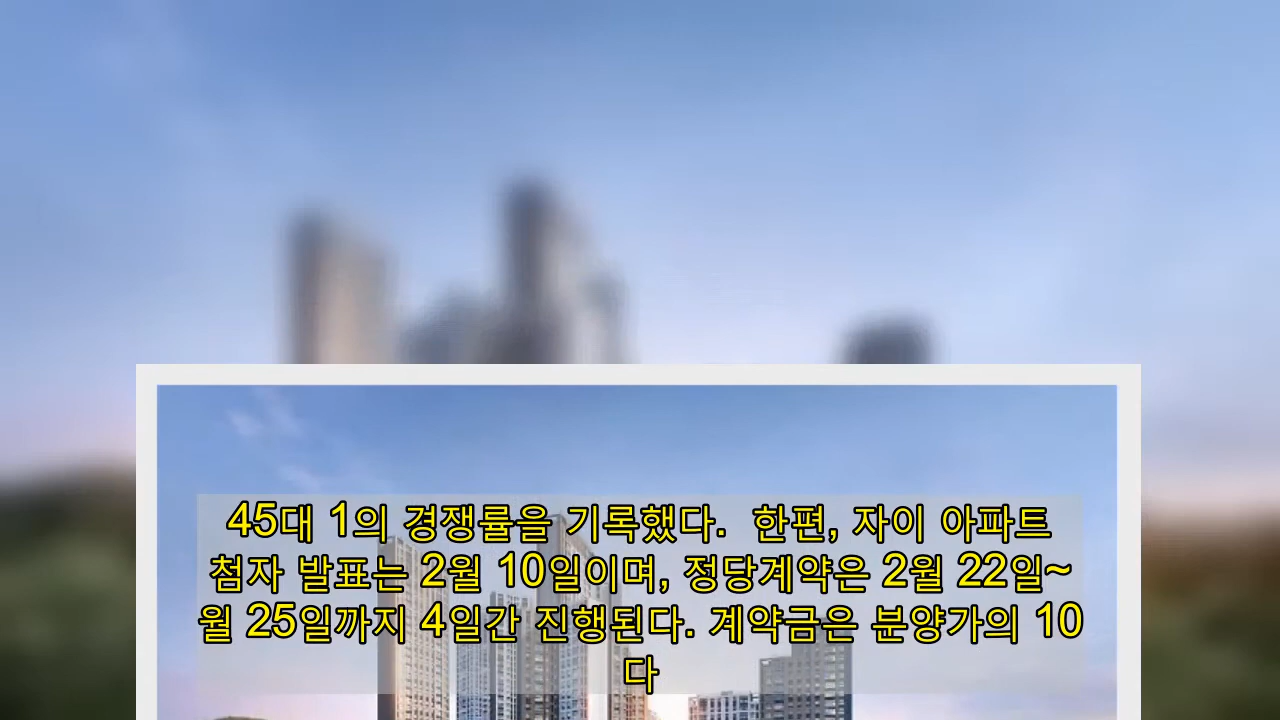 45대 1의 경쟁률을 기록했다. 한편, 자이 아파트
첨자 발표는 2월 10일이며, 정당계약은 2월 22일~
월 25일까지 4일간 진행된다. 계약금은 분양가의 10
다